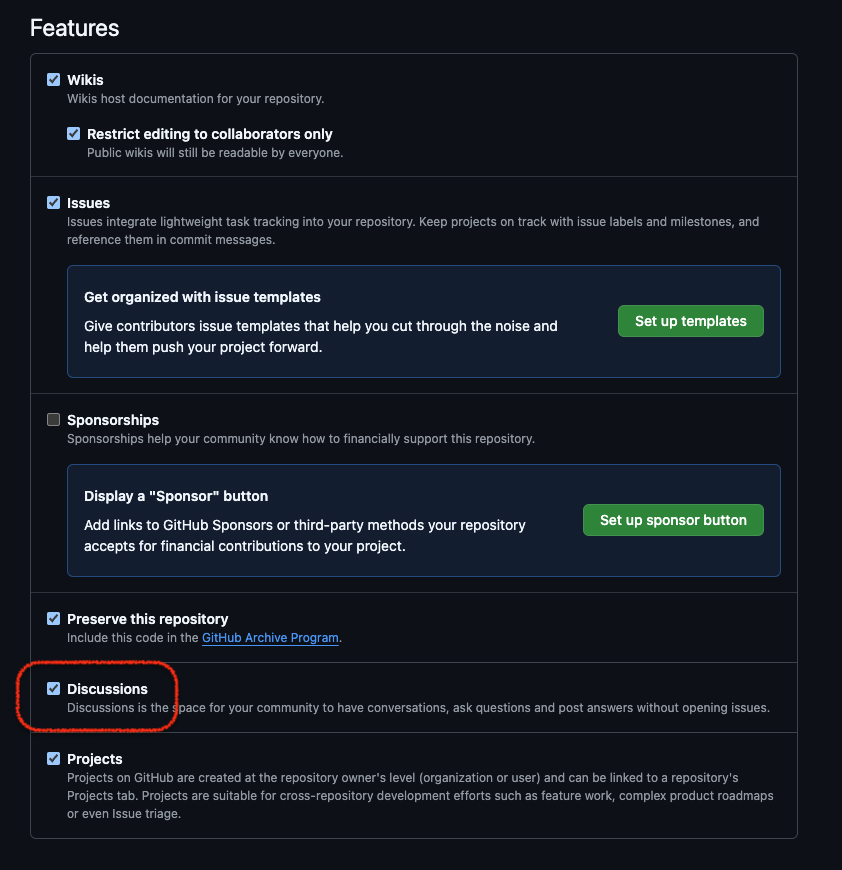 Features
Wikis
Wikis host documentation for your repository.
Restrict editing to collaborators only
Public wikis will still be readable by everyone.
Issues
Issues integrate lightweight task tracking into your repository. Keep projects on track with issue labels and milestones, and
reference them in commit messages.
Get organized with issue templates
Give contributors issue templates that help you cut through the noise and
help them push your project forward.
Set up templates
Sponsorships
Sponsorships help your community know how to financially support this repository.
Display a "Sponsor" button
Add links to GitHub Sponsors or third-party methods your repository
accepts for financial contributions to your project.
Set up sponsor button
Preserve this repository
Include this code in the GitHub Archive Program.
Discussions
Discussions is the space for your community to have conversations, ask questions and post answers without opening issues.
Projects
Projects on GitHub are created at the repository owner's level (organization or user) and can be linked to a repository's
Projects tab. Projects are suitable for cross-repository development efforts such as feature work, complex product roadmaps
or even Issue triage.